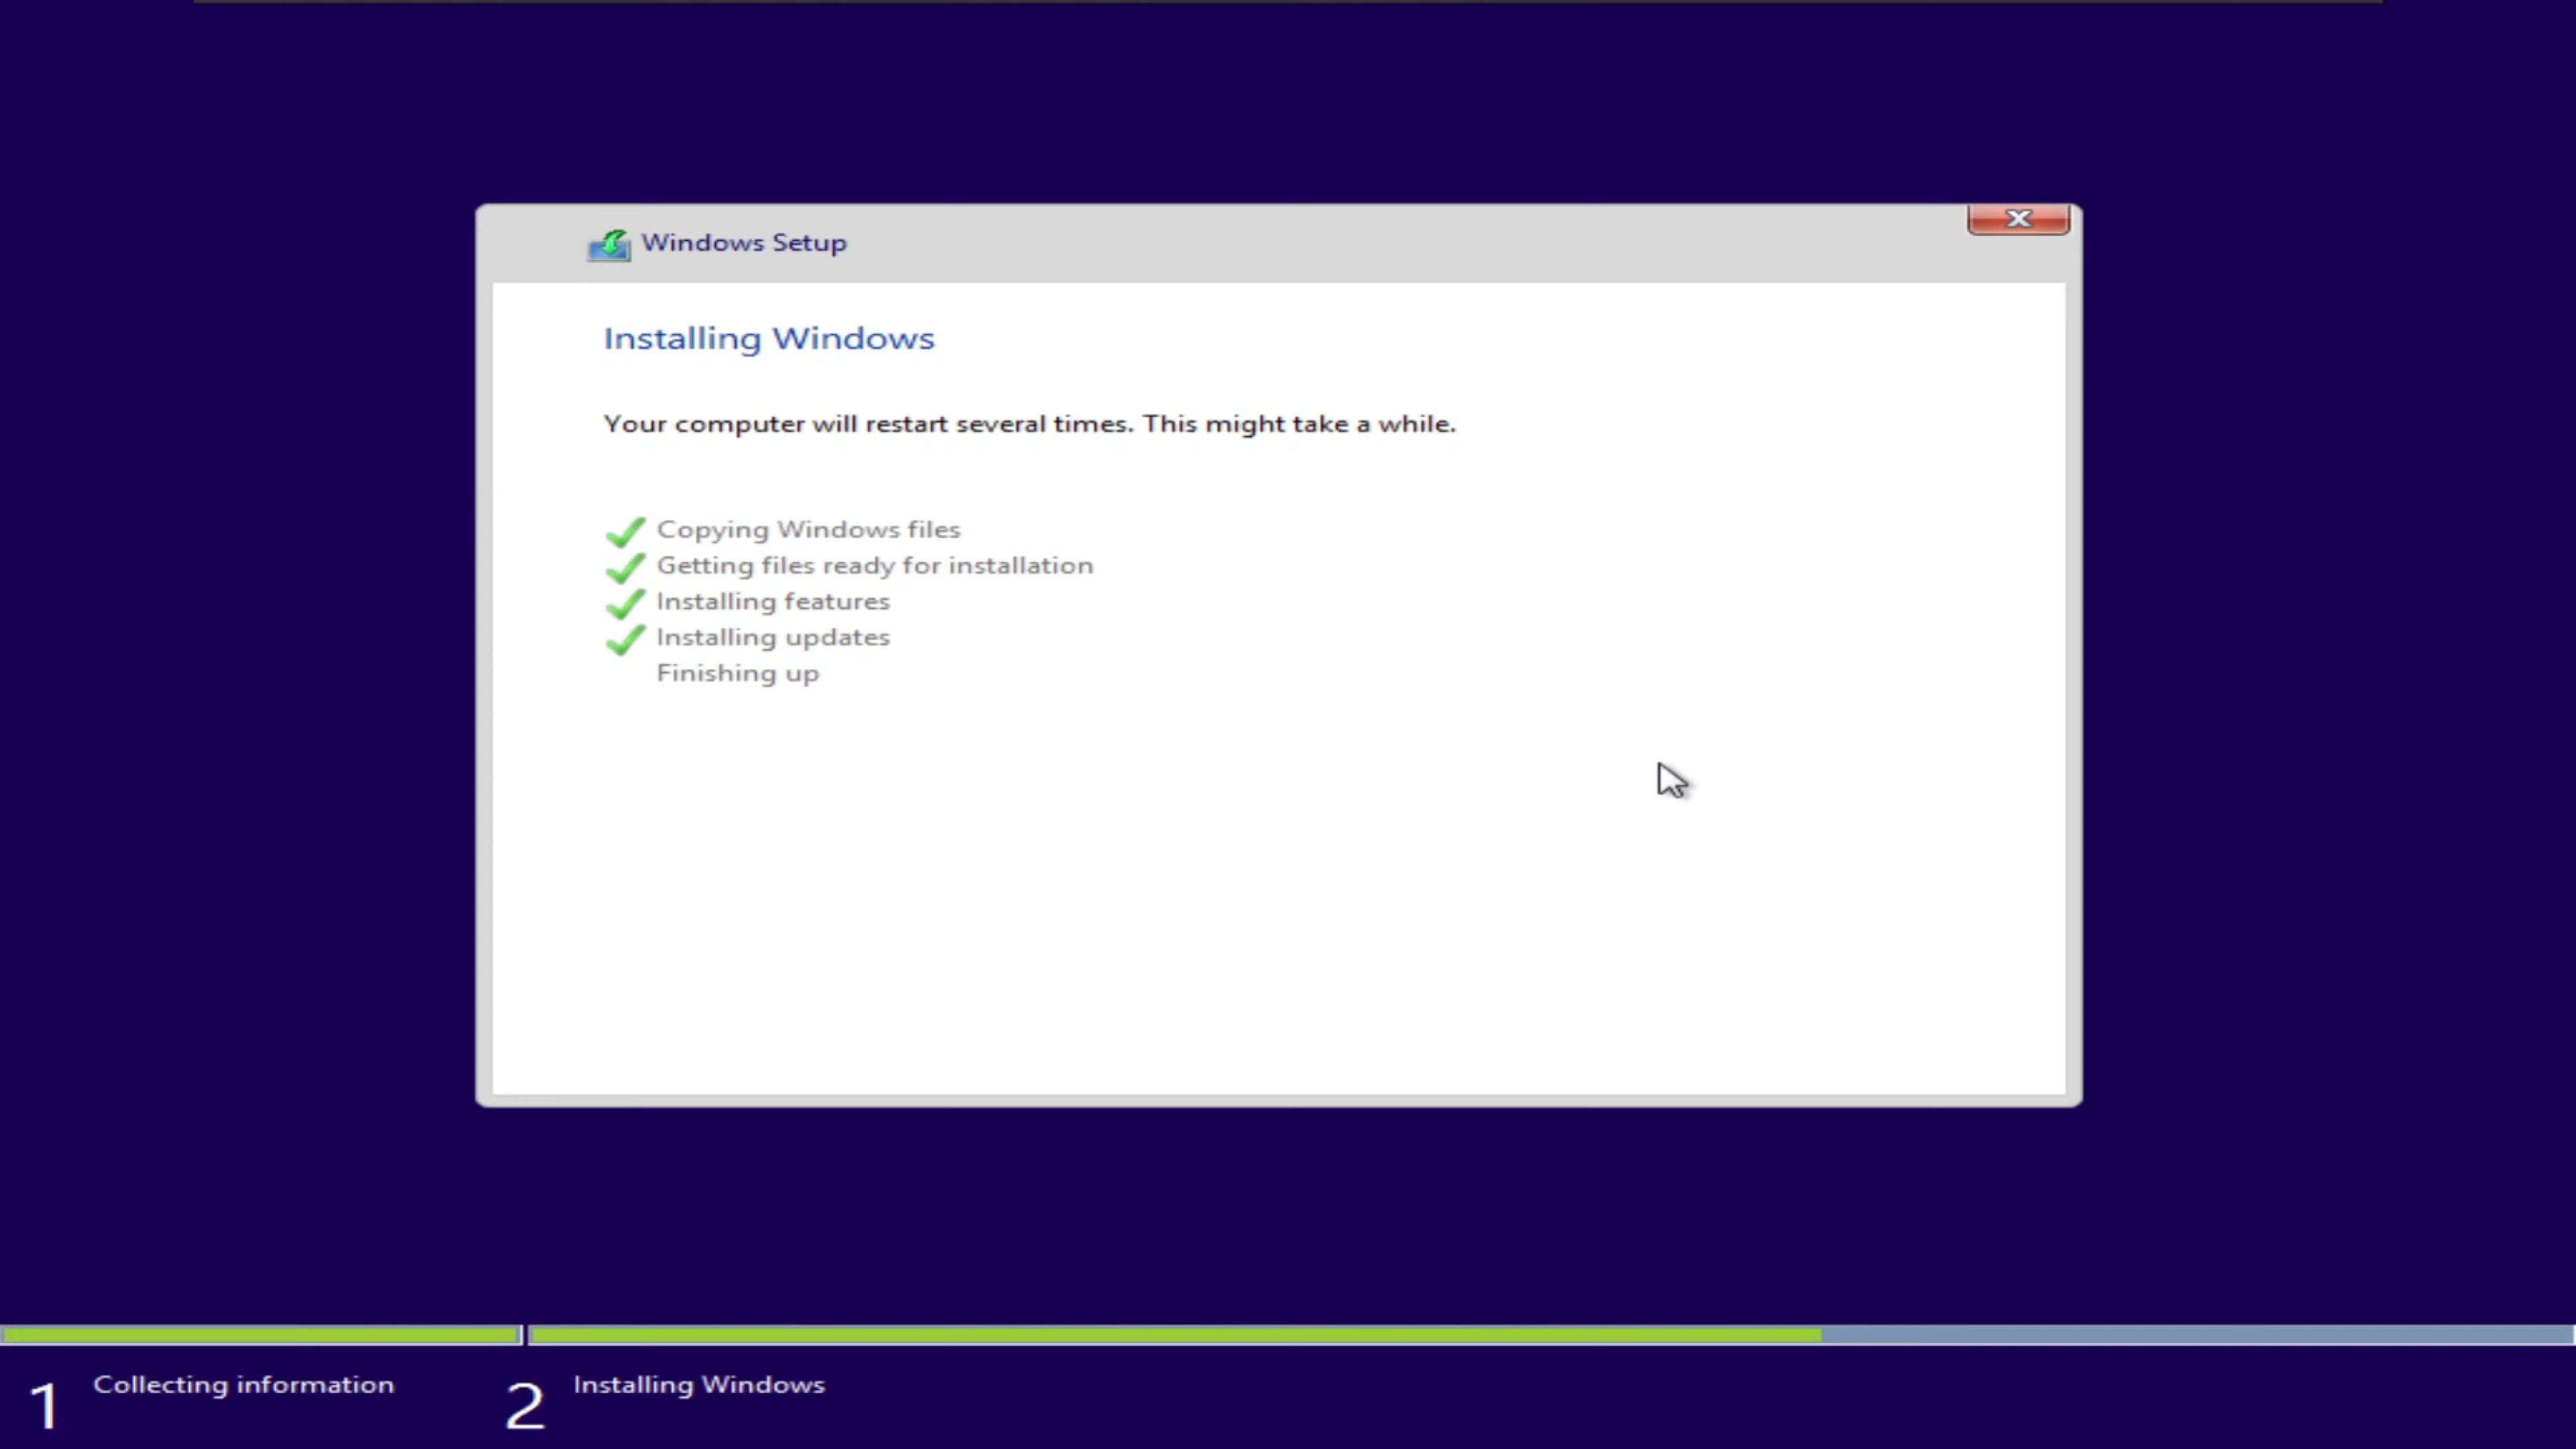 Windows Setup
Installing Windows
Your computer will restart several times. This might take a while.
Copying Windows files
Getting files ready for installation
Installing features
Installing updates
Finishing up
1 Collecting information
2 Installing Windows